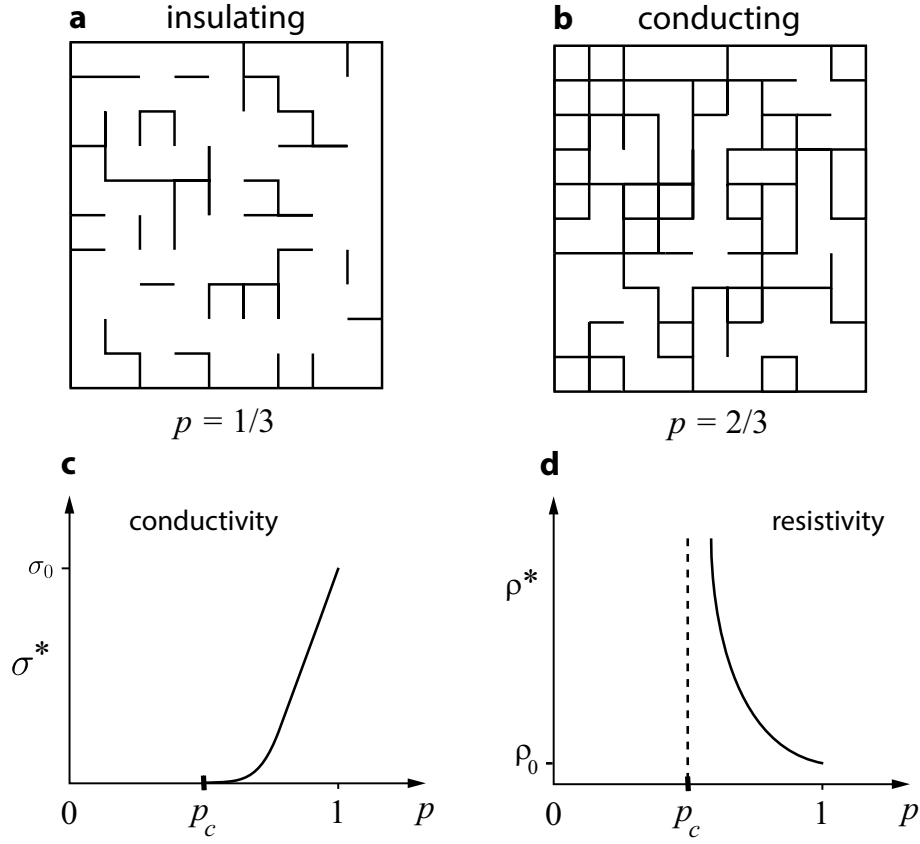 a insulating
b conducting
p = 1/3
p = 2/3
c
d
conductivity
resistivity
σ0
σ*
ρ*
ρ0
0 pc 1 p
0 pc 1 p